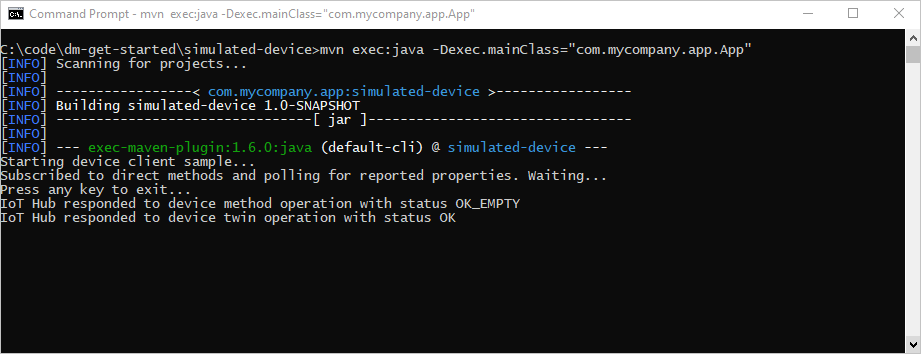 Command Prompt - mvn  exec:java -Dexec.mainClass="com.mycompany.app.App"
C:\code\dm-get-started\simulated-device>mvn exec:java -Dexec.mainClass="com.mycompany.app.App"
[INFO] Scanning for projects...
[INFO]
[INFO] -----------------< com.mycompany.app:simulated-device >-----------------
[INFO] Building simulated-device 1.0-SNAPSHOT
[INFO] --------------------------------[ jar ]---------------------------------
[INFO]
[INFO] --- exec-maven-plugin:1.6.0:java (default-cli) @ simulated-device ---
Starting device client sample...
Subscribed to direct methods and polling for reported properties. Waiting...
Press any key to exit...
IoT Hub responded to device method operation with status OK_EMPTY
IoT Hub responded to device twin operation with status OK